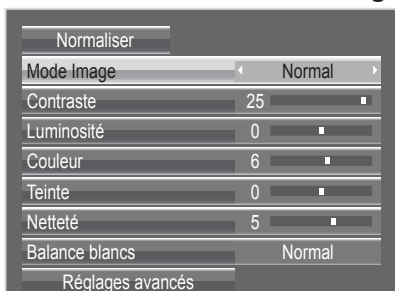 Normaliser
Mode Image Normal
Contraste 25
Luminosité 0
Couleur 6
Teinte 0
Netteté 5
Balance blancs Normal
Réglages avancés